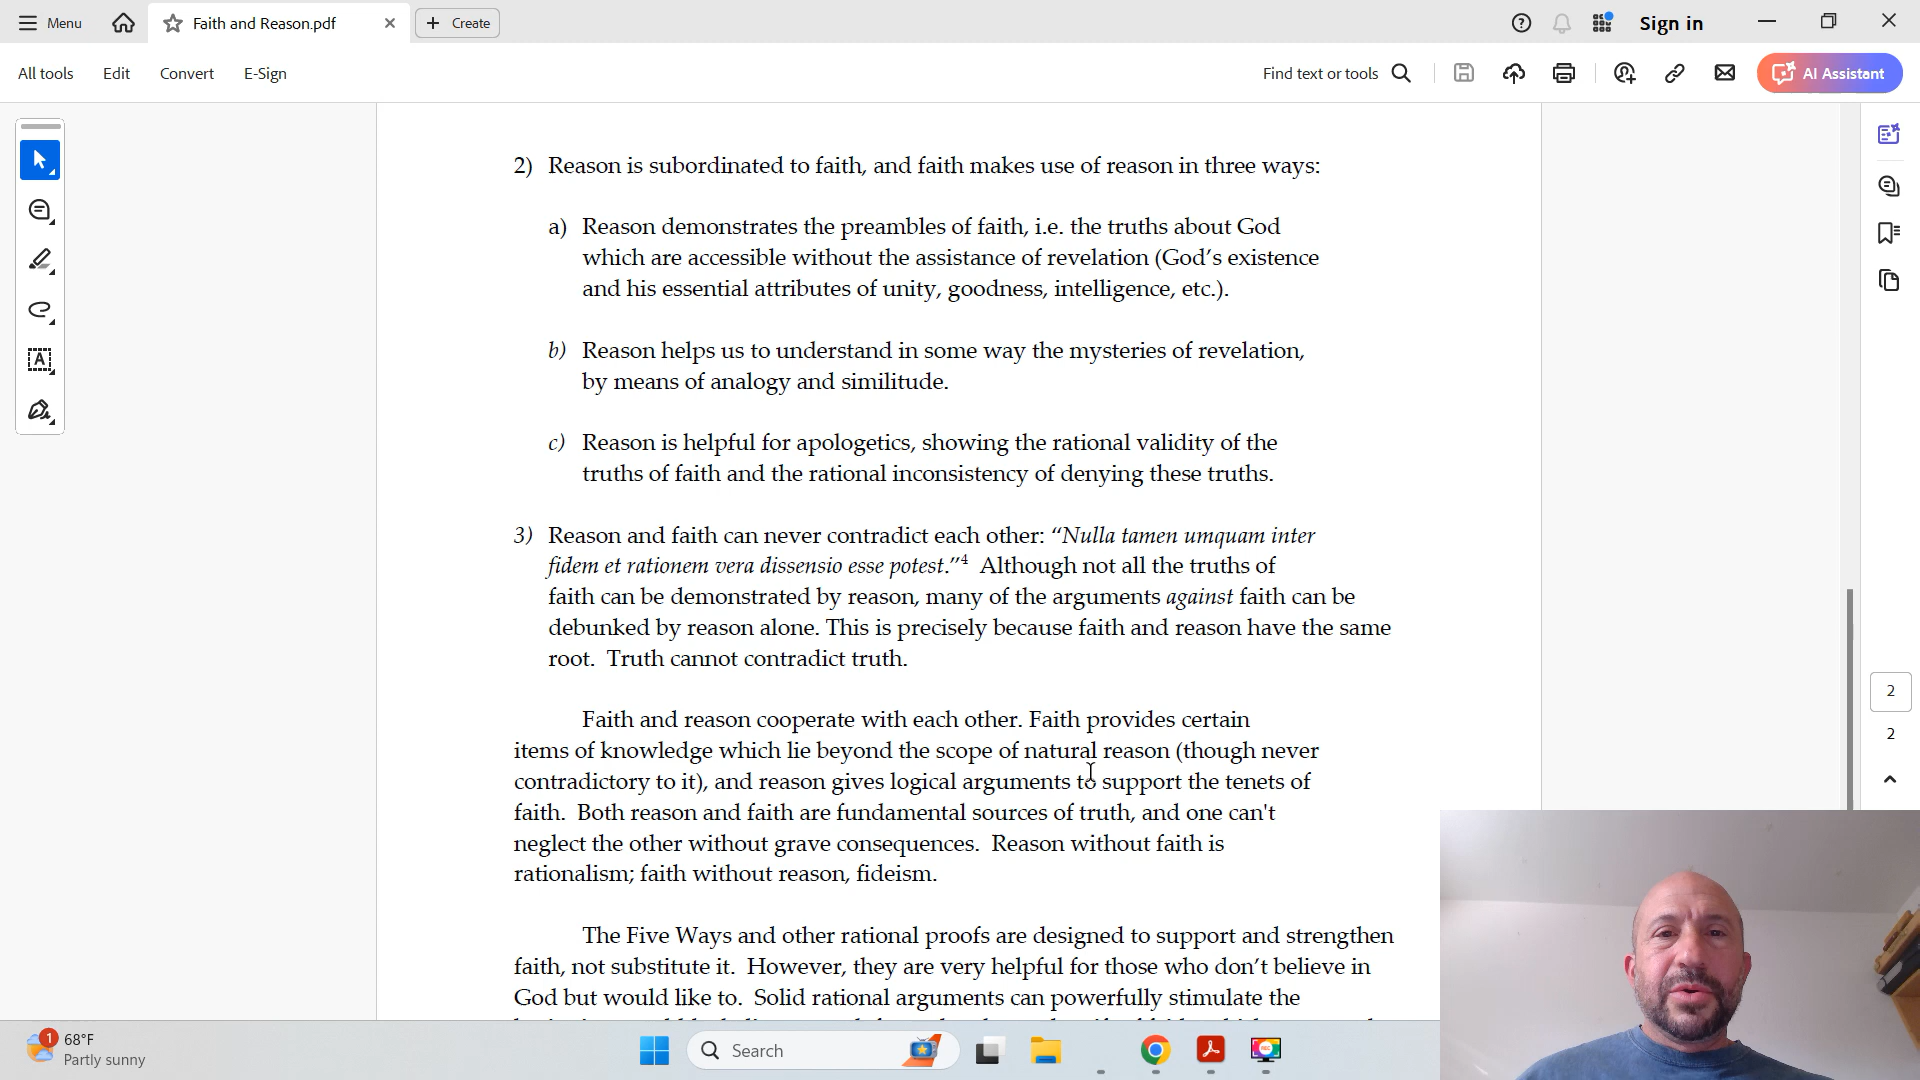 Menu
Faith and Reason.pdf
Create
Sign in
All tools Edit Convert E-Sign
Find text or tools
AI Assistant
2) Reason is subordinated to faith, and faith makes use of reason in three ways:
a) Reason demonstrates the preambles of faith, i.e. the truths about God
which are accessible without the assistance of revelation (God's existence
and his essential attributes of unity, goodness, intelligence, etc.).
b) Reason helps us to understand in some way the mysteries of revelation,
by means of analogy and similitude.
c) Reason is helpful for apologetics, showing the rational validity of the
truths of faith and the rational inconsistency of denying these truths.
3) Reason and faith can never contradict each other: “Nulla tamen umquam inter
fidem et rationem vera dissensio esse potest.”4 Although not all the truths of
faith can be demonstrated by reason, many of the arguments against faith can be
debunked by reason alone. This is precisely because faith and reason have the same
root. Truth cannot contradict truth.
Faith and reason cooperate with each other. Faith provides certain
items of knowledge which lie beyond the scope of natural reason (though never
contradictory to it), and reason gives logical arguments to support the tenets of
faith. Both reason and faith are fundamental sources of truth, and one can't
neglect the other without grave consequences. Reason without faith is
rationalism; faith without reason, fideism.
The Five Ways and other rational proofs are designed to support and strengthen
faith, not substitute it. However, they are very helpful for those who don't believe in
God but would like to. Solid rational arguments can powerfully stimulate the
2
2
1
68°F
Partly sunny
Search